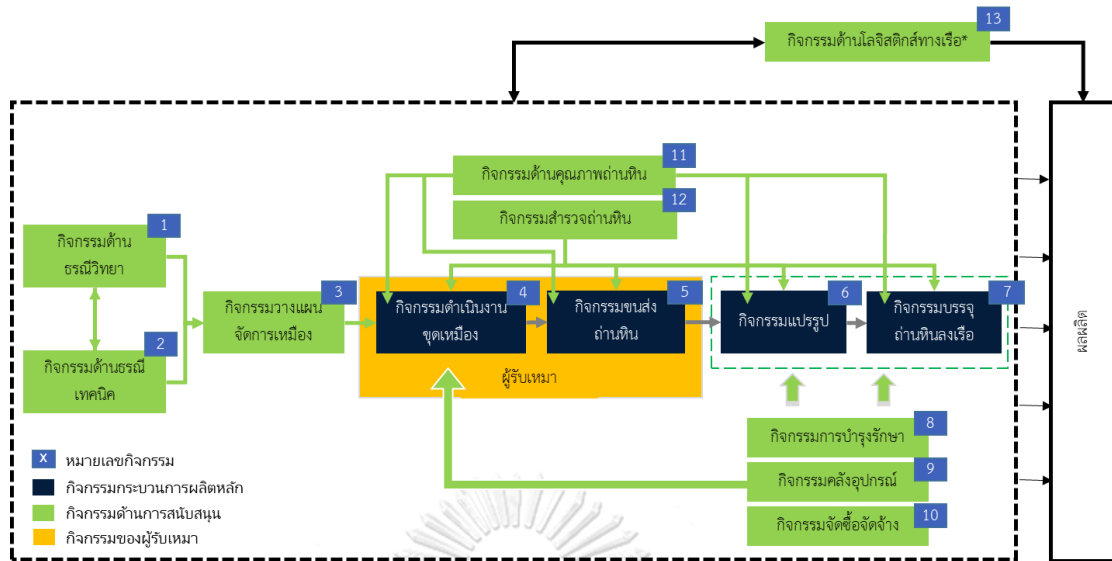 13
กิจกรรมด้านโลจิสติกส์ทางเรือ*
11
กิจกรรมด้านคุณภาพถ่านหิน
12
กิจกรรมสำรวจถ่านหิน
1
กิจกรรมด้าน
ธรณีวิทยา
2
กิจกรรมด้านธรณี
เทคนิค
3
กิจกรรมวางแผน
จัดการเหมือง
4
กิจกรรมดำเนินงาน
ขุดเหมือง
5
กิจกรรมขนส่ง
ถ่านหิน
ผู้รับเหมา
6
กิจกรรมแปรรูป
7
กิจกรรมบรรจุ
ถ่านหินลงเรือ
8
กิจกรรมการบำรุงรักษา
9
กิจกรรมคลังอุปกรณ์
10
กิจกรรมจัดซื้อจัดจ้าง
ผลผลิต
X หมายเลขกิจกรรม
กิจกรรมกระบวนการผลิตหลัก
กิจกรรมด้านการสนับสนุน
กิจกรรมของผู้รับเหมา